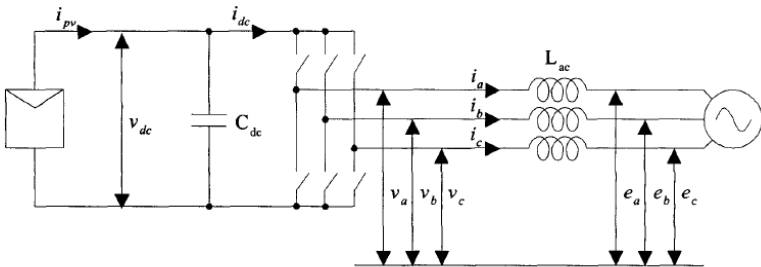 i_pv
i_dc
L_ac
i_a
i_b
i_c
v_dc
C_dc
v_a v_b v_c
e_a e_b e_c